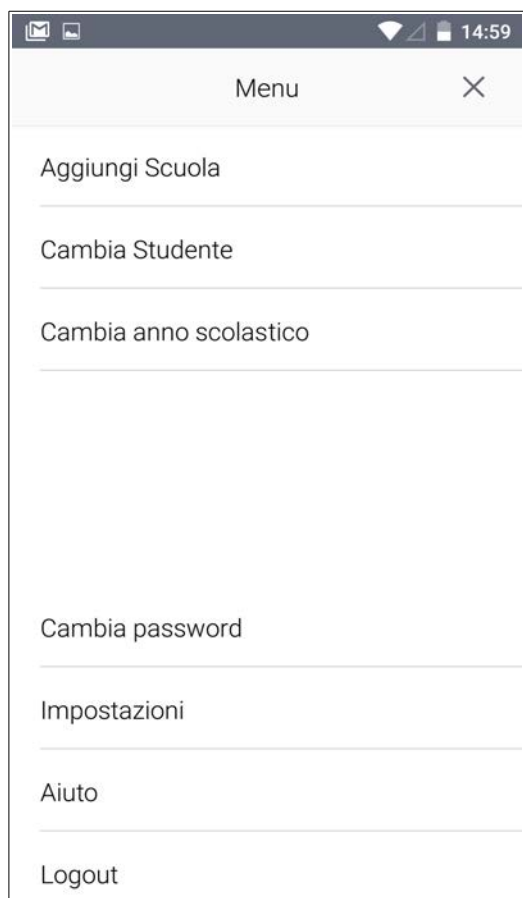 14:59
Menu
Aggiungi Scuola
Cambia Studente
Cambia anno scolastico
Cambia password
Impostazioni
Aiuto
Logout